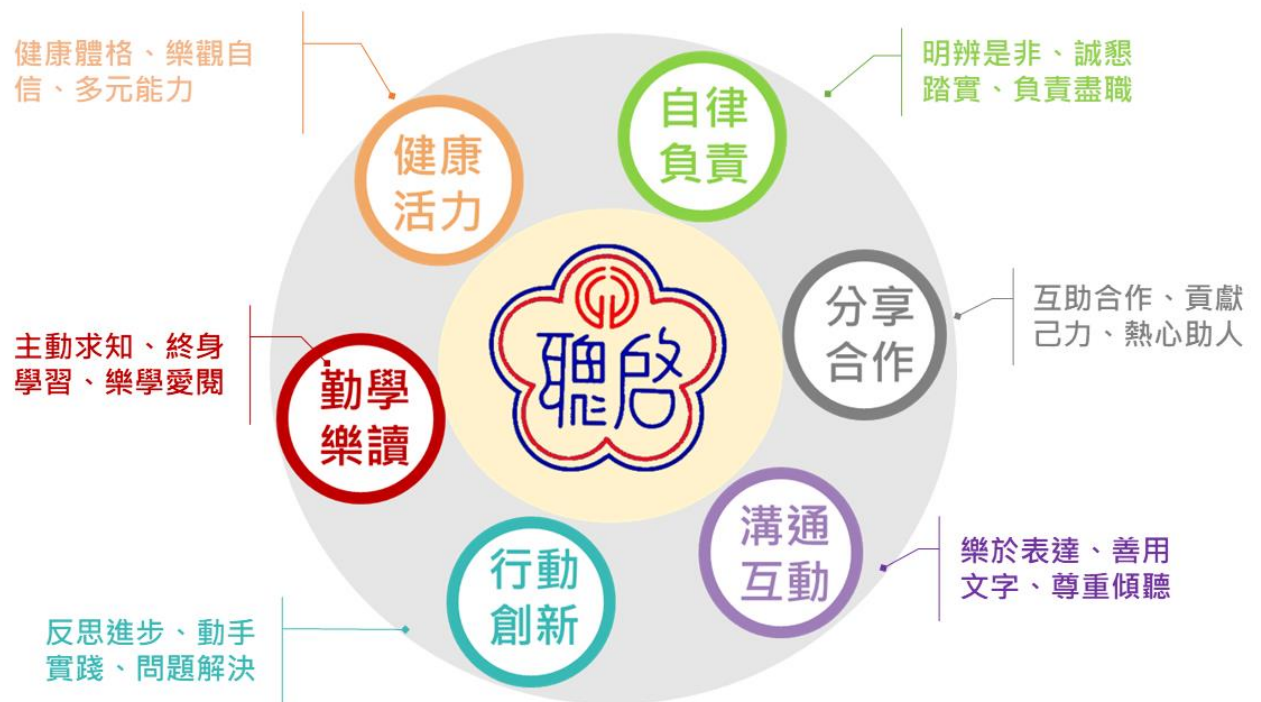 健康體格、樂觀自
信、多元能力
健康
活力
自律
負責
明辨是非、誠懇
踏實、負責盡職
主動求知、終身
學習、樂學愛閱
勤學
樂讀
聰啓
分享
合作
互助合作、貢獻
己力、熱心助人
反思進步、動手
實踐、問題解決
行動
創新
溝通
互動
樂於表達、善用
文字、尊重傾聽